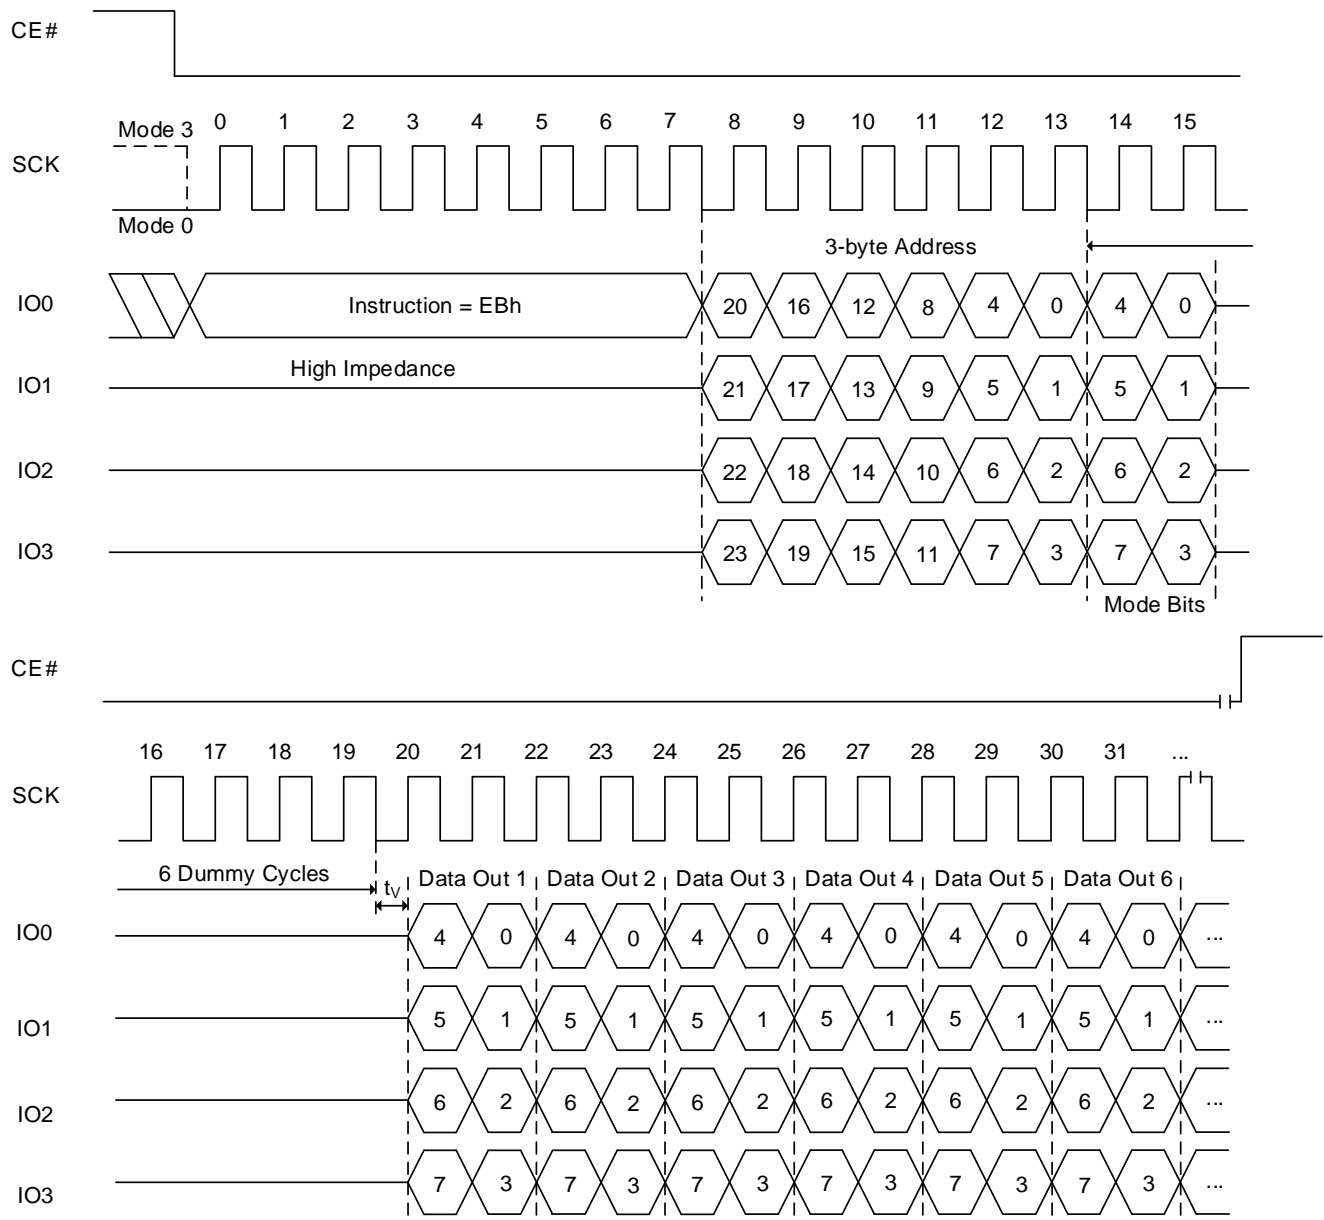 CE#
Mode 3 0 1 2 3 4 5 6 7 8 9 10 11 12 13 14 15
SCK
Mode 0
3-byte Address
IO0 Instruction = EBh 20 16 12 8 4 0 4 0
High Impedance
IO1 21 17 13 9 5 1 5 1
IO2 22 18 14 10 6 2 6 2
IO3 23 19 15 11 7 3 7 3
Mode Bits
CE#
16 17 18 19 20 21 22 23 24 25 26 27 28 29 30 31 ...
SCK
6 Dummy Cycles tV Data Out 1 Data Out 2 Data Out 3 Data Out 4 Data Out 5 Data Out 6
IO0 4 0 4 0 4 0 4 0 4 0 4 0 ...
IO1 5 1 5 1 5 1 5 1 5 1 5 1 ...
IO2 6 2 6 2 6 2 6 2 6 2 6 2 ...
IO3 7 3 7 3 7 3 7 3 7 3 7 3 ...